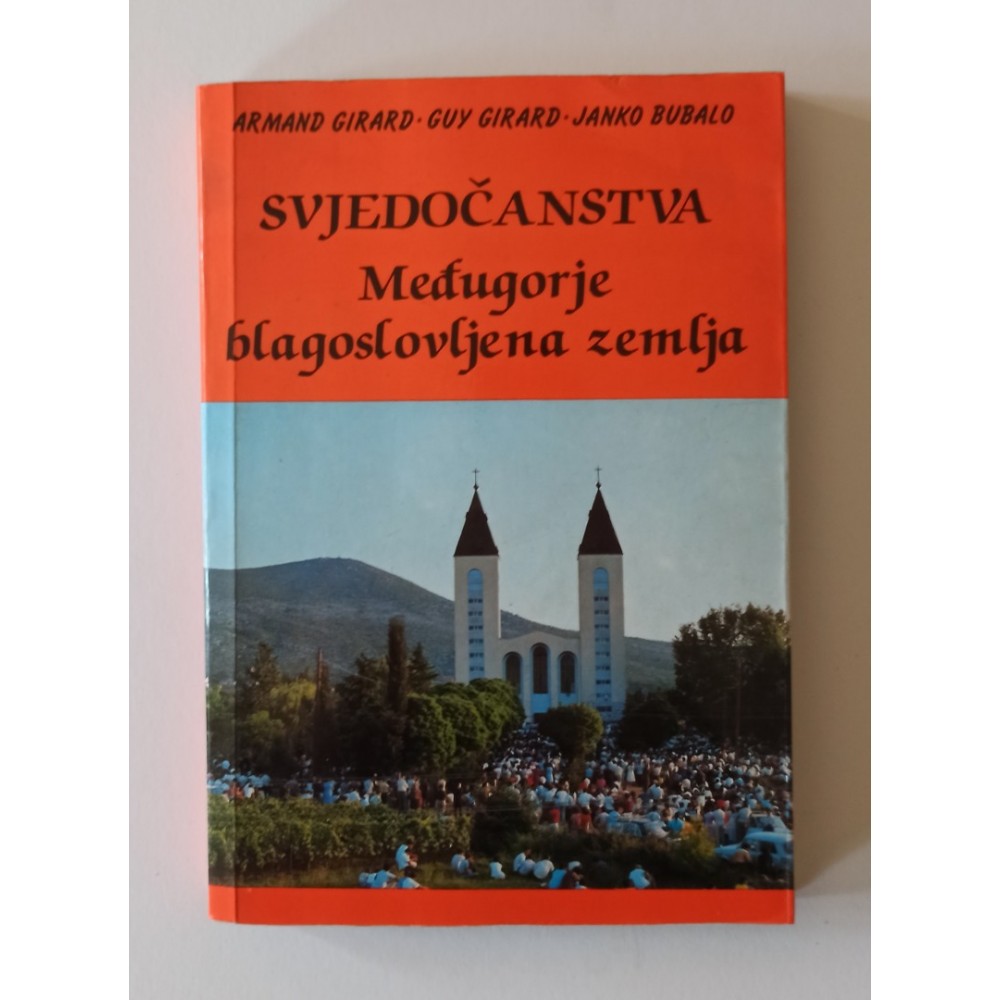 ARMAND GIRARD · GUY GIRARD · JANKO BUBALO
SVJEDOČANSTVA
Međugorje
blagoslovljena zemlja